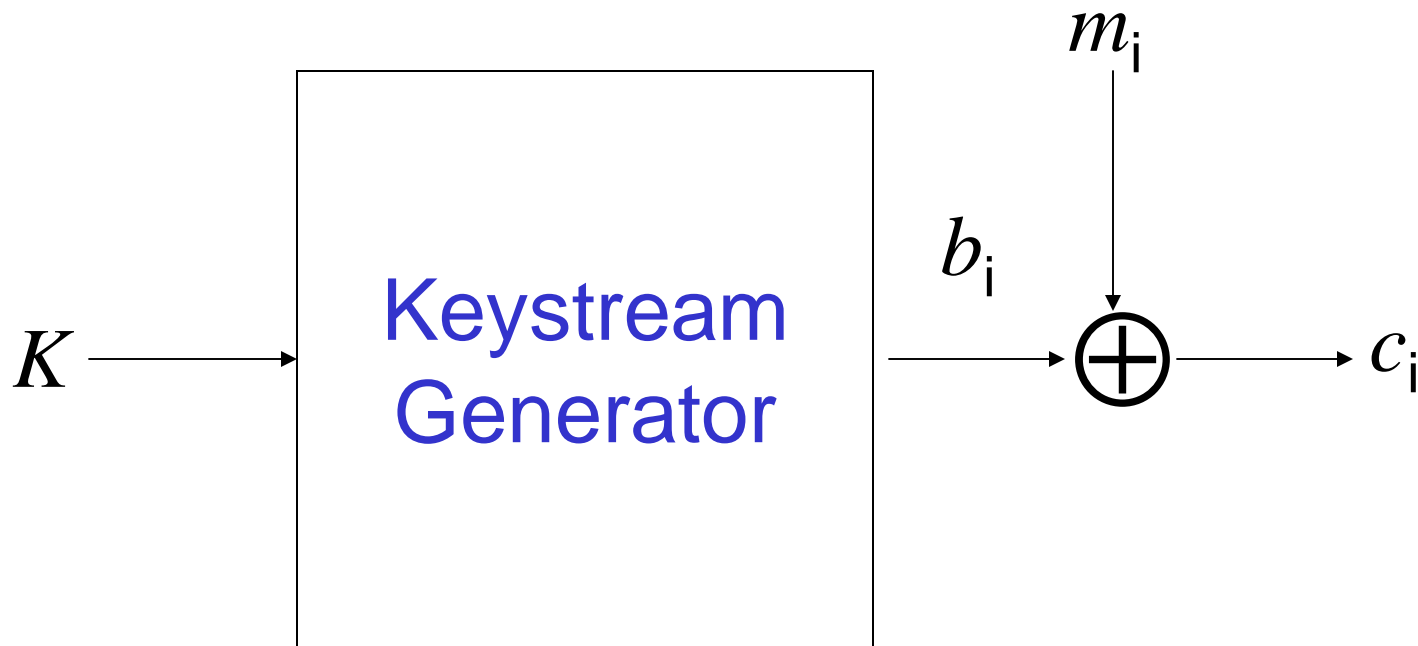 m_i
b_i
Keystream
Generator
K
c_i